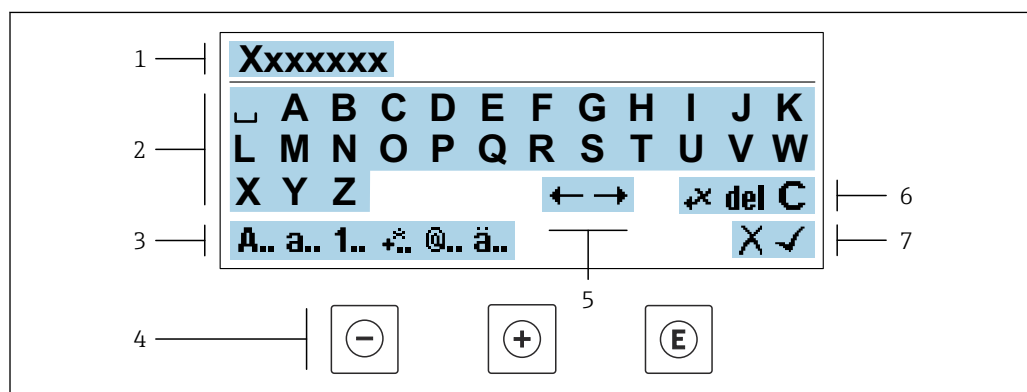 1 Xxxxxxx
2 ␣ A B C D E F G H I J K
L M N O P Q R S T U V W
X Y Z ← → +x del C 6
3 A.. a.. 1.. +*.. @.. ä.. X ✓ 7
5
4 − + E